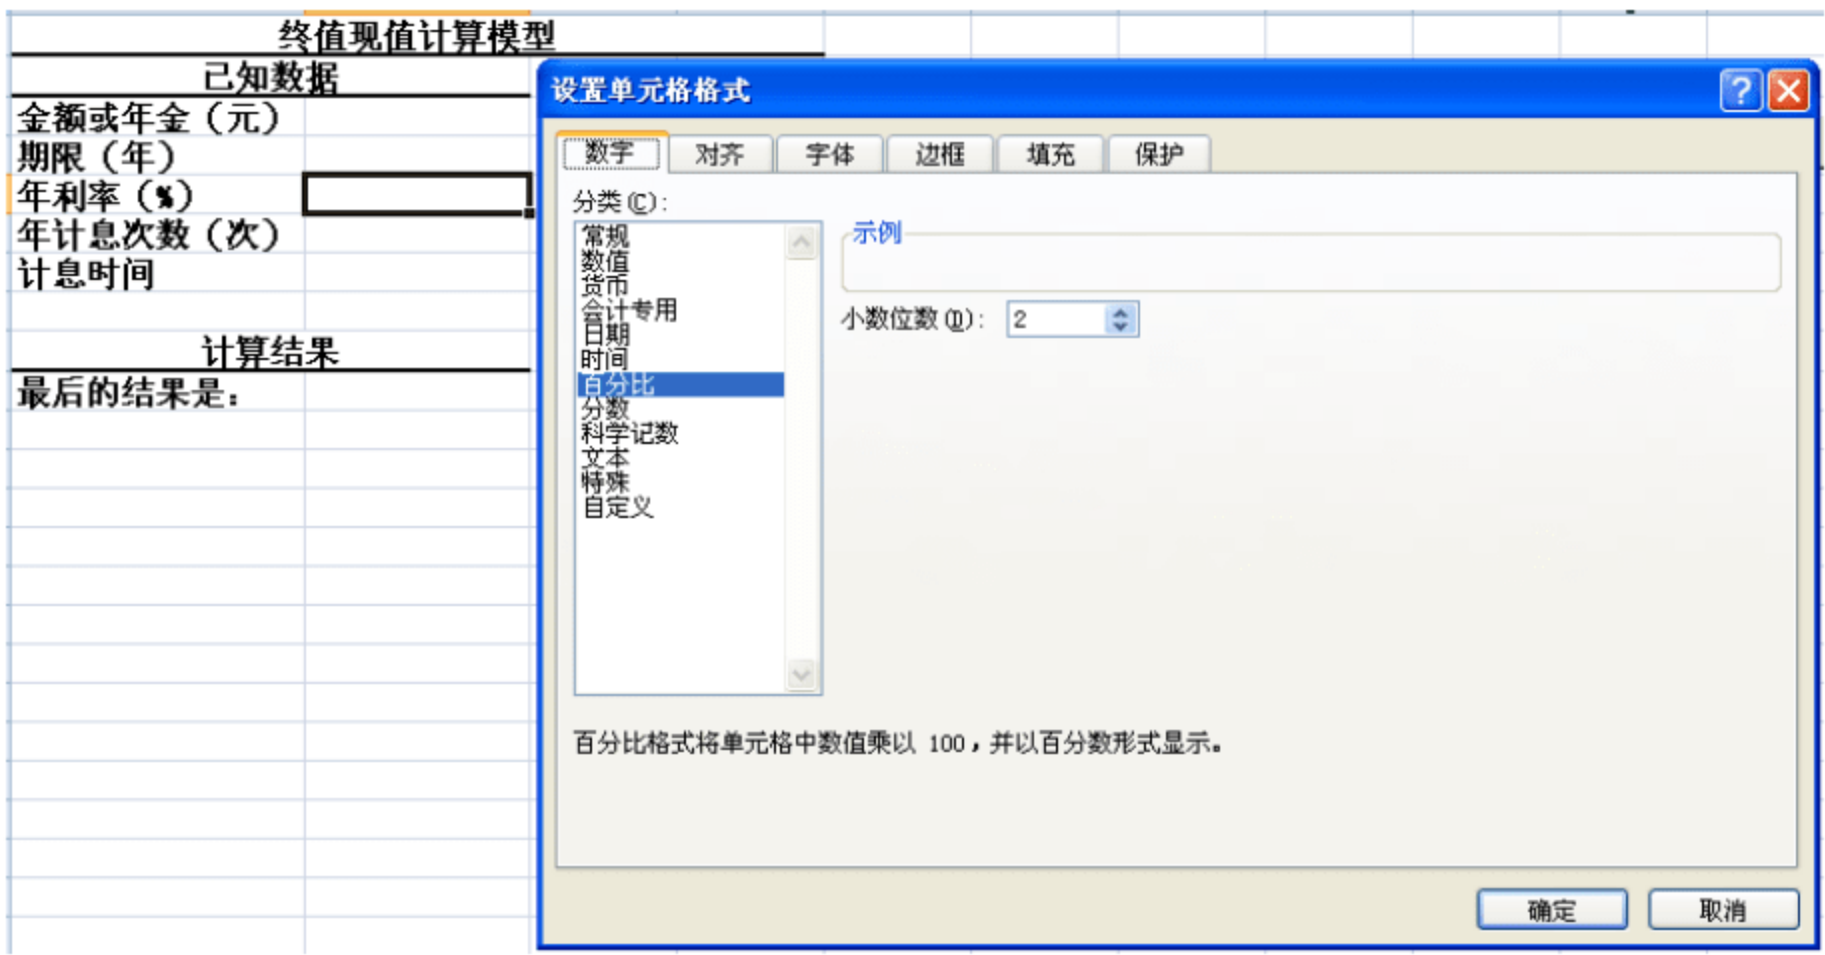 终值现值计算模型
已知数据
金额或年金（元）
期限（年）
年利率（%）
年计息次数（次）
计息时间
计算结果
最后的结果是：
设置单元格格式
数字 对齐 字体 边框 填充 保护
分类(C)：
常规
数值
货币
会计专用
日期
时间
百分比
分数
科学记数
文本
特殊
自定义
示例
小数位数(D)： 2
百分比格式将单元格中数值乘以 100，并以百分数形式显示。
确定 取消